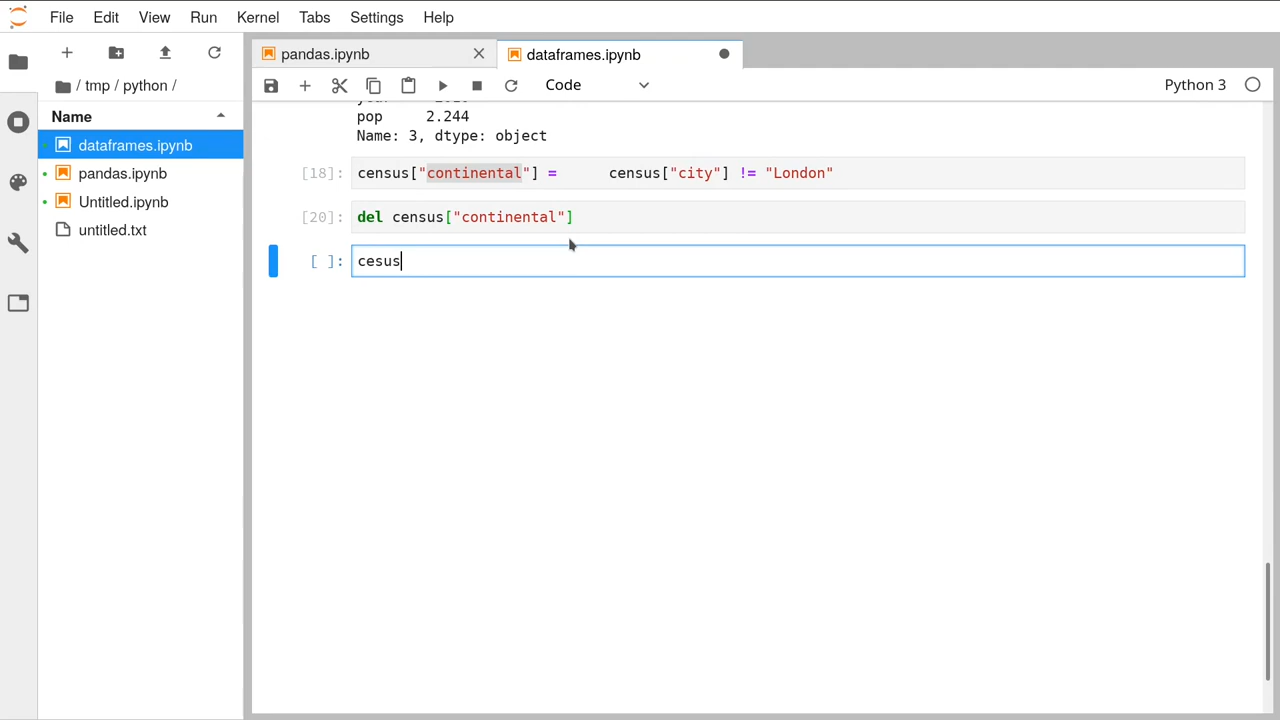 File Edit View Run Kernel Tabs Settings Help
pandas.ipynb dataframes.ipynb
/ tmp / python /
Code
Python 3
Name
dataframes.ipynb
pandas.ipynb
Untitled.ipynb
untitled.txt
pop 2.244
Name: 3, dtype: object
[18]: census["continental"] = census["city"] != "London"
[20]: del census["continental"]
[ ]: cesus